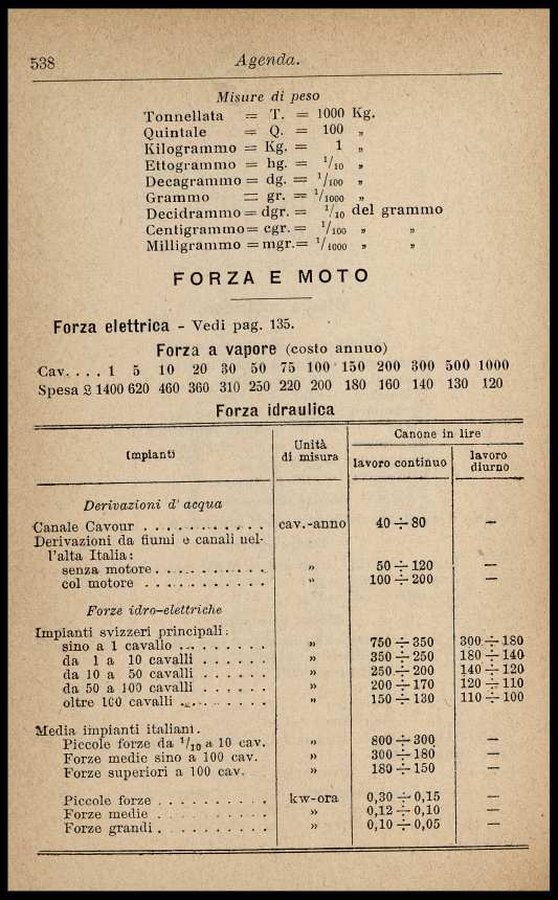 538
Agenda.
Misure di peso
Tonnellata = T. = 1000 Kg.
Quintale = Q. = 100 „
Kilogrammo = Kg. = 1 „
Ettogrammo = hg. = 1/10 „
Decagrammo = dg. = 1/100 „
Grammo = gr. = 1/1000 „
Decidrammo = dgr. = 1/10 del grammo
Centigrammo = cgr. = 1/100 „ „
Milligrammo = mgr. = 1/1000 „ „
FORZA E MOTO
Forza elettrica - Vedi pag. 135.
Forza a vapore (costo annuo)
Cav. . . . 1 5 10 20 30 50 75 100 150 200 300 500 1000
Spesa £ 1400 620 460 360 310 250 220 200 180 160 140 130 120
Forza idraulica
Impianti
Unità
di misura
Canone in lire
lavoro continuo
lavoro
diurno
Derivazioni d' acqua
Canale Cavour . . . . . . . . . . . cav.-anno 40 ÷ 80 —
Derivazioni da fiumi e canali nel-
l'alta Italia:
senza motore . . . . . . . . . . . „ 50 ÷ 120 —
col motore . . . . . . . . . . . „ 100 ÷ 200 —
Forze idro-elettriche
Impianti svizzeri principali:
sino a 1 cavallo . . . . . . . . „ 750 ÷ 350 300 ÷ 180
da 1 a 10 cavalli . . . . . . „ 350 ÷ 250 180 ÷ 140
da 10 a 50 cavalli . . . . . . „ 250 ÷ 200 140 ÷ 120
da 50 a 100 cavalli . . . . . . „ 200 ÷ 170 120 ÷ 110
oltre 100 cavalli . . . . . . . . „ 150 ÷ 130 110 ÷ 100
Media impianti italiani.
Piccole forze da 1/10 a 10 cav. „ 800 ÷ 300 —
Forze medie sino a 100 cav. „ 300 ÷ 180 —
Forze superiori a 100 cav. „ 180 ÷ 150 —
Piccole forze . . . . . . . . . . kw-ora 0,30 ÷ 0,15 —
Forze medie . . . . . . . . . . „ 0,12 ÷ 0,10 —
Forze grandi . . . . . . . . . . „ 0,10 ÷ 0,05 —